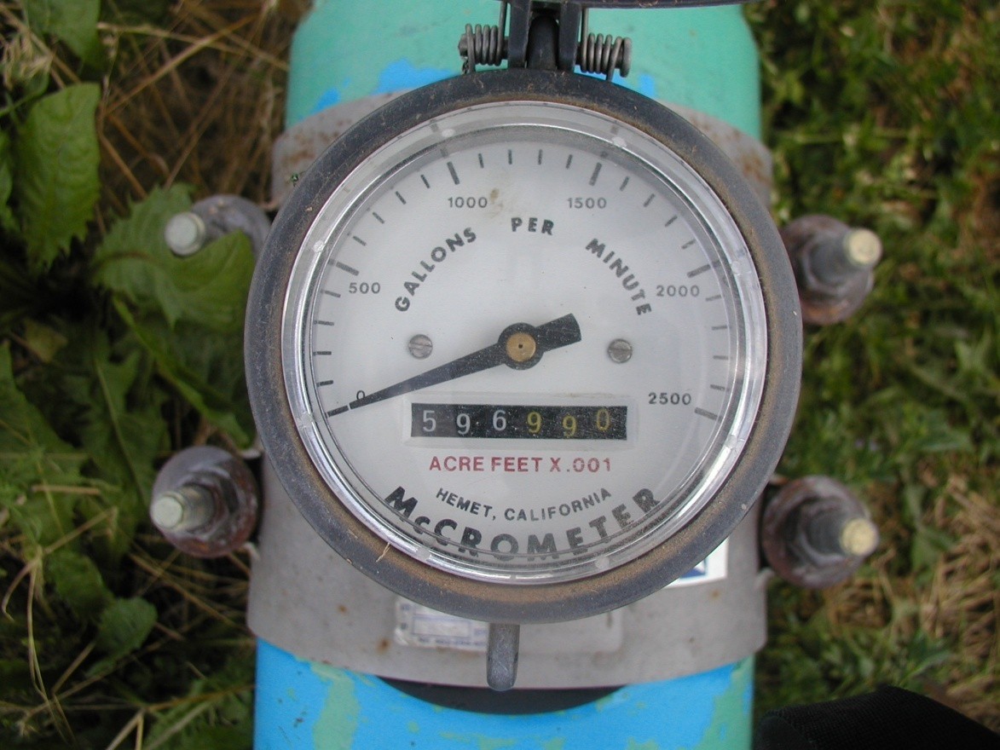 1000
1500
GALLONS PER MINUTE
500
2000
0
2500
596990
ACRE FEET X.001
HEMET, CALIFORNIA
McCROMETER